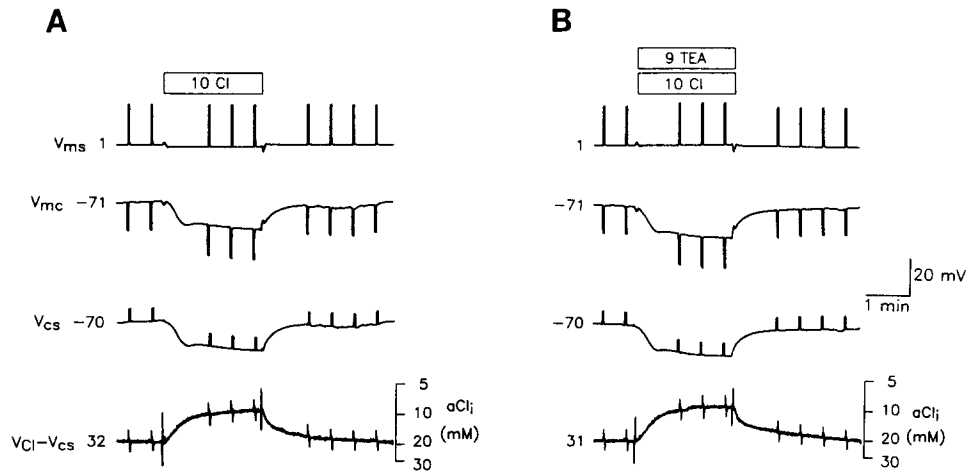 A
B
10 Cl
9 TEA
10 Cl
Vms 1
1
Vmc -71
-71
20 mV
1 min
Vcs -70
-70
VCl-Vcs 32
5
10
20
30
aCli
(mM)
31
5
10
20
30
aCli
(mM)